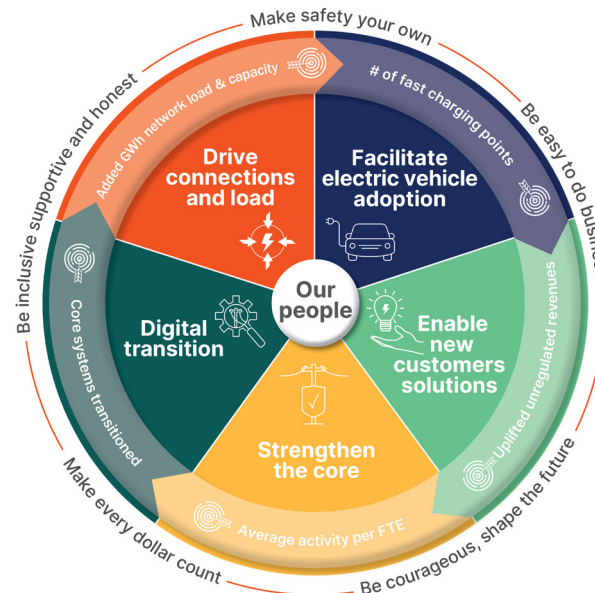 Make safety your own
Be easy to do busine
Be courageous, shape the future
Make every dollar count
Be inclusive supportive and honest
Added GWh network load & capacity
# of fast charging points
Uplifted unregulated revenues
Average activity per FTE
Core systems transitioned
Drive
connections
and load
Facilitate
electric vehicle
adoption
Our
people
Digital
transition
Enable
new
customers
solutions
Strengthen
the core